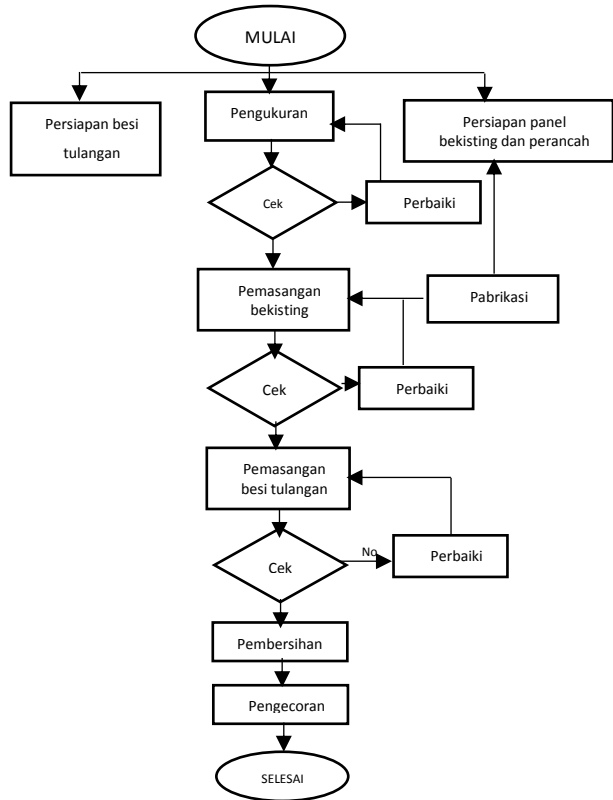 MULAI
Persiapan besi
tulangan
Pengukuran
Persiapan panel
bekisting dan perancah
Cek
Perbaiki
Pemasangan
bekisting
Pabrikasi
Cek
Perbaiki
Pemasangan
besi tulangan
Cek
No
Perbaiki
Pembersihan
Pengecoran
SELESAI